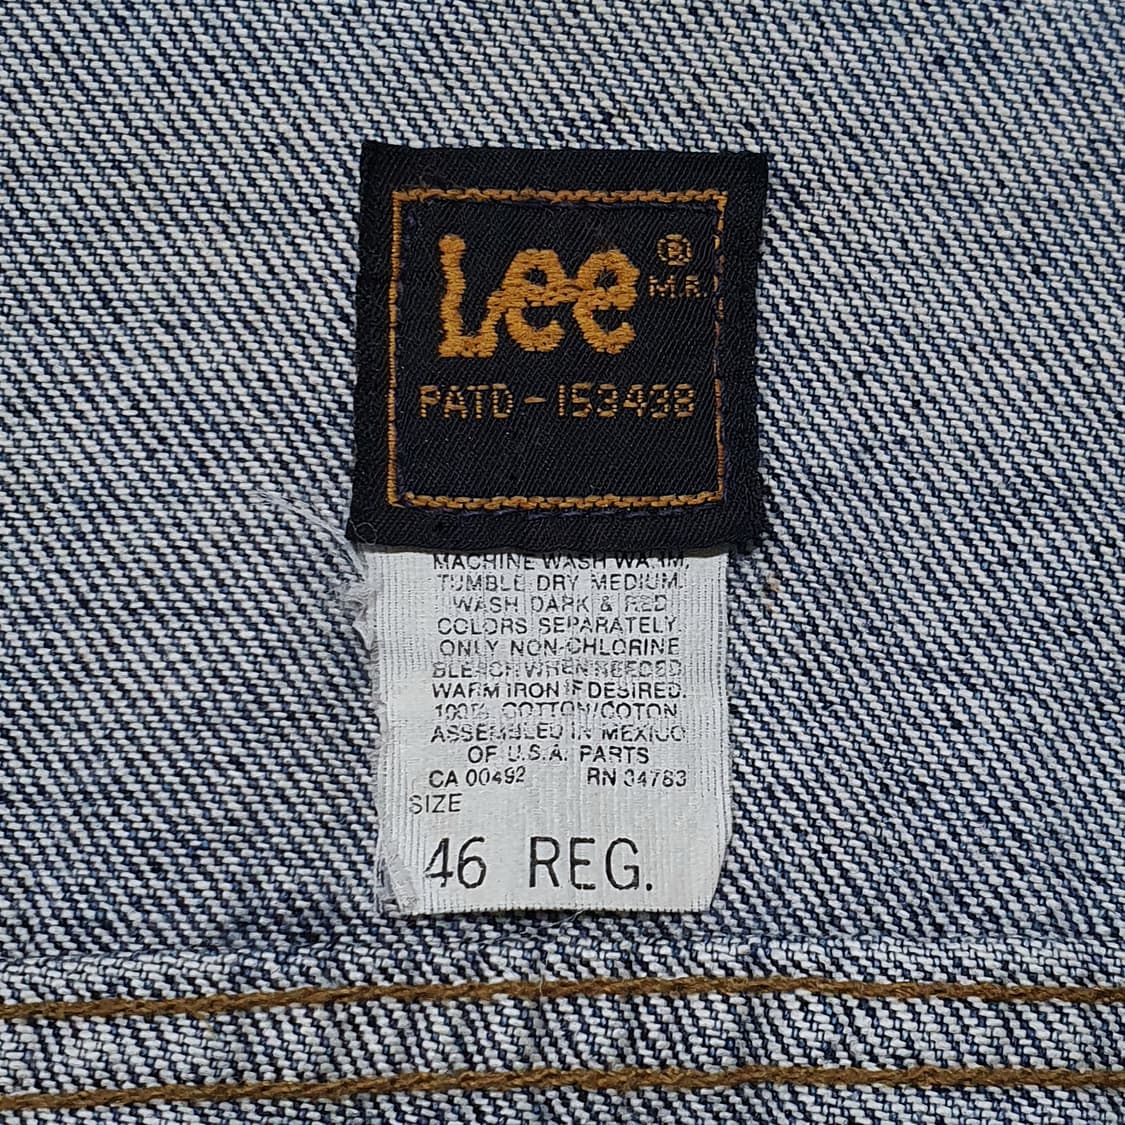 Lee ®
M.R.
PATD-153438
MACHINE WASH WARM,
TUMBLE DRY MEDIUM.
WASH DARK & RED
COLORS SEPARATELY.
ONLY NON-CHLORINE
BLEACH WHEN NEEDED
WARM IRON IF DESIRED.
100% COTTON/COTON
ASSEMBLED IN MEXICO
OF U.S.A. PARTS
CA 00492 RN 34763
SIZE
46 REG.